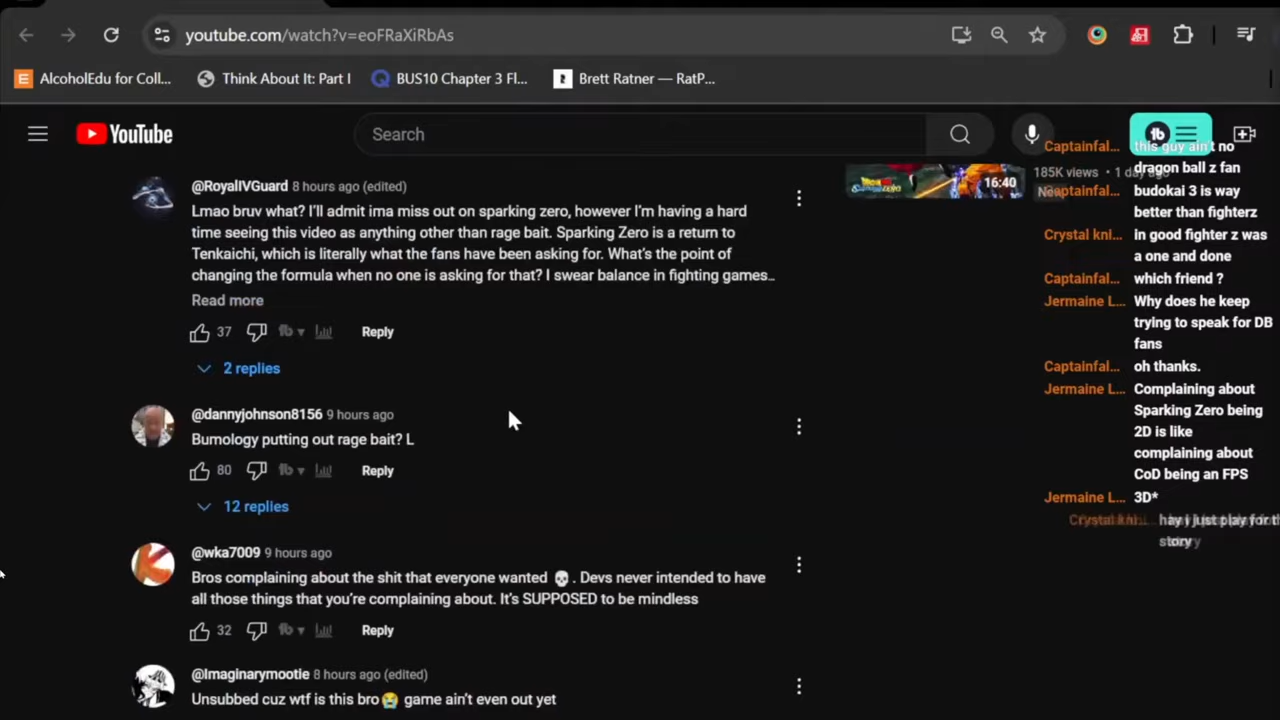 youtube.com/watch?v=eoFRaXiRbAs
AlcoholEdu for Coll...
Think About It: Part I
BUS10 Chapter 3 Fl...
Brett Ratner — RatP...
YouTube
Search
@RoyalIVGuard 8 hours ago (edited)
Lmao bruv what? I'll admit ima miss out on sparking zero, however I'm having a hard
time seeing this video as anything other than rage bait. Sparking Zero is a return to
Tenkaichi, which is literally what the fans have been asking for. What's the point of
changing the formula when no one is asking for that? I swear balance in fighting games...
Read more
37
Reply
2 replies
@dannyjohnson8156 9 hours ago
Bumology putting out rage bait? L
80
Reply
12 replies
@wka7009 9 hours ago
Bros complaining about the shit that everyone wanted 💀. Devs never intended to have
all those things that you're complaining about. It's SUPPOSED to be mindless
32
Reply
@Imaginarymootie 8 hours ago (edited)
Unsubbed cuz wtf is this bro😭 game ain't even out yet
16:40
185K views • 1 day ago
New
Captainfal... this guy ain't no
dragon ball z fan
Captainfal... budokai 3 is way
better than fighterz
Crystal kni... in good fighter z was
a one and done
Captainfal... which friend ?
Jermaine L... Why does he keep
trying to speak for DB
fans
Captainfal... oh thanks.
Jermaine L... Complaining about
Sparking Zero being
2D is like
complaining about
CoD being an FPS
Jermaine L... 3D*
i just play for
story